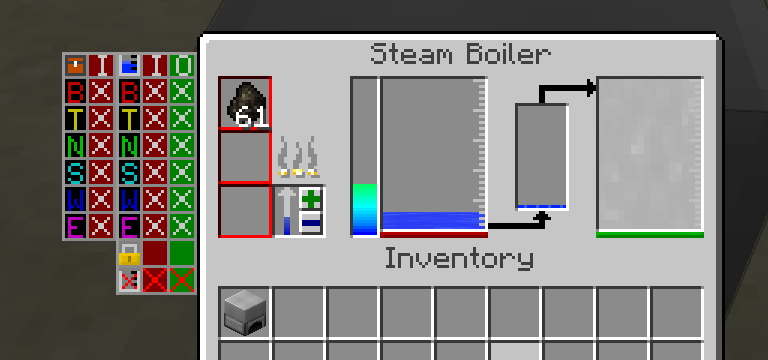 Steam Boiler
I I O
61
B B
T T
N N
S S
W W
E E
Inventory